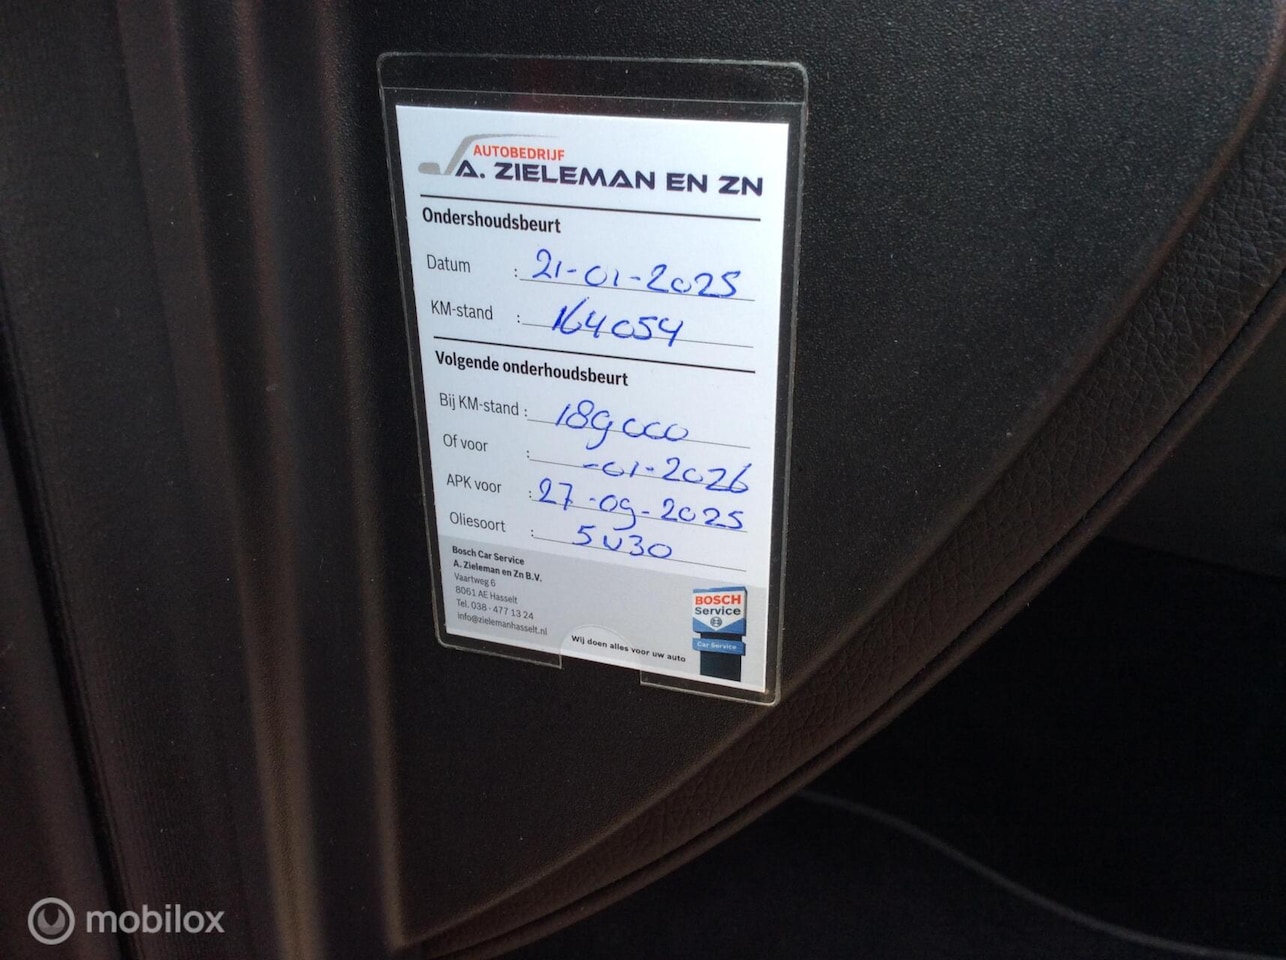 AUTOBEDRIJF
A. ZIELEMAN EN ZN
Ondershoudsbeurt
Datum : 21-01-2025
KM-stand : 164054
Volgende onderhoudsbeurt
Bij KM-stand : 189000
Of voor : -01-2026
APK voor : 27-09-2025
Oliesoort : 5W30
Bosch Car Service
A. Zieleman en Zn B.V.
Vaartweg 6
8061 AE Hasselt
Tel. 038 - 477 13 24
info@zielemanhasselt.nl
Wij doen alles voor uw auto
BOSCH
Service
Car Service
mobilox